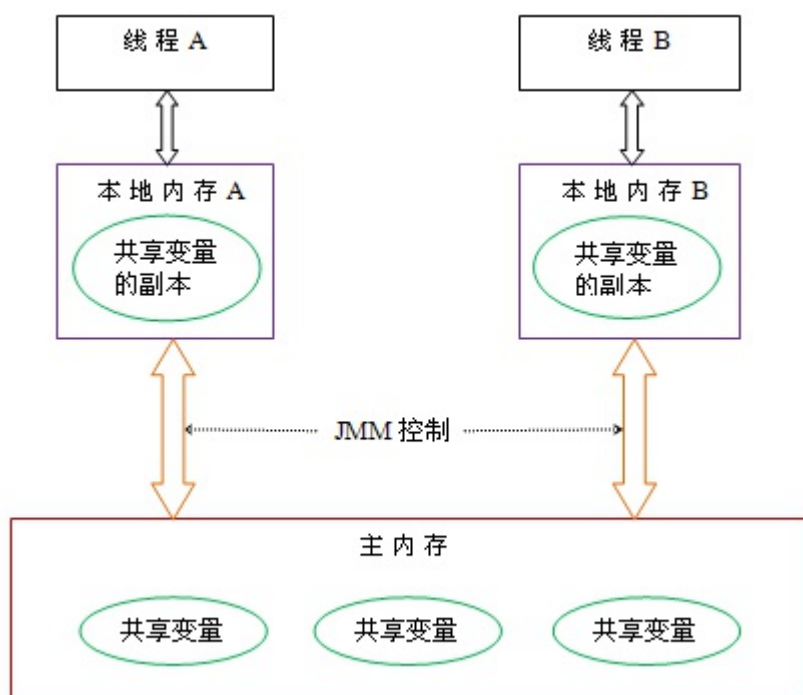 线程 A
线程 B
本地内存 A
本地内存 B
共享变量
的副本
共享变量
的副本
JMM 控制
主内存
共享变量
共享变量
共享变量